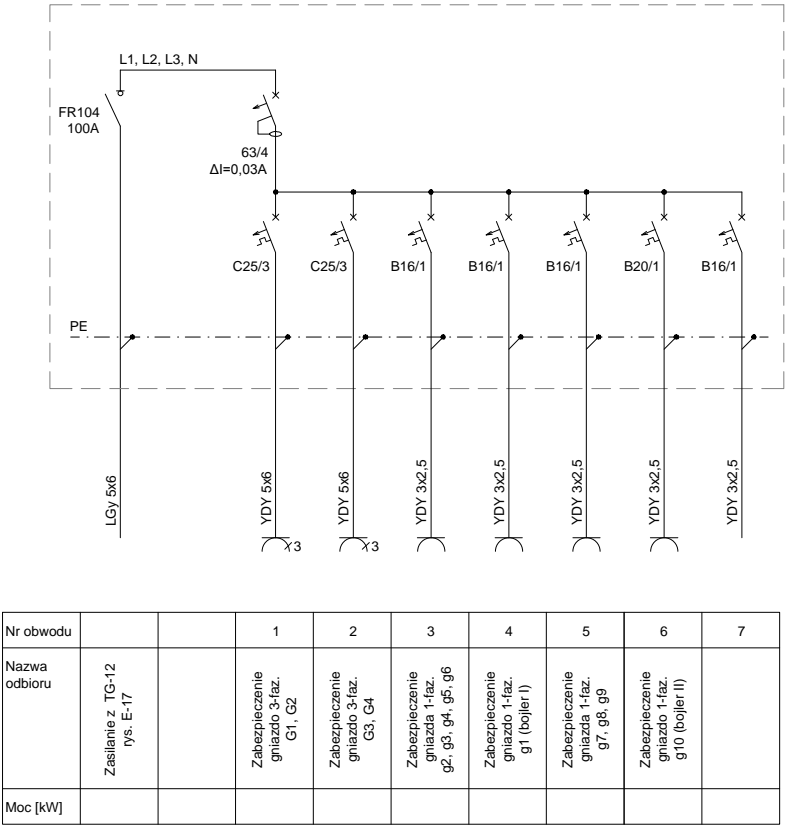 L1, L2, L3, N
FR104
100A
63/4
ΔI=0,03A
C25/3
C25/3
B16/1
B16/1
B16/1
B20/1
B16/1
PE
LGy 5x6
YDY 5x6
YDY 5x6
YDY 3x2,5
YDY 3x2,5
YDY 3x2,5
YDY 3x2,5
YDY 3x2,5
3
3
Nr obwodu
1
2
3
4
5
6
7
Nazwa
odbioru
Zasilanie z TG-12
rys. E-17
Zabezpieczenie
gniazdo 3-faz.
G1, G2
Zabezpieczenie
gniazdo 3-faz.
G3, G4
Zabezpieczenie
gniazda 1-faz.
g2, g3, g4, g5, g6
Zabezpieczenie
gniazdo 1-faz.
g1 (bojler I)
Zabezpieczenie
gniazda 1-faz.
g7, g8, g9
Zabezpieczenie
gniazdo 1-faz.
g10 (bojler II)
Moc [kW]